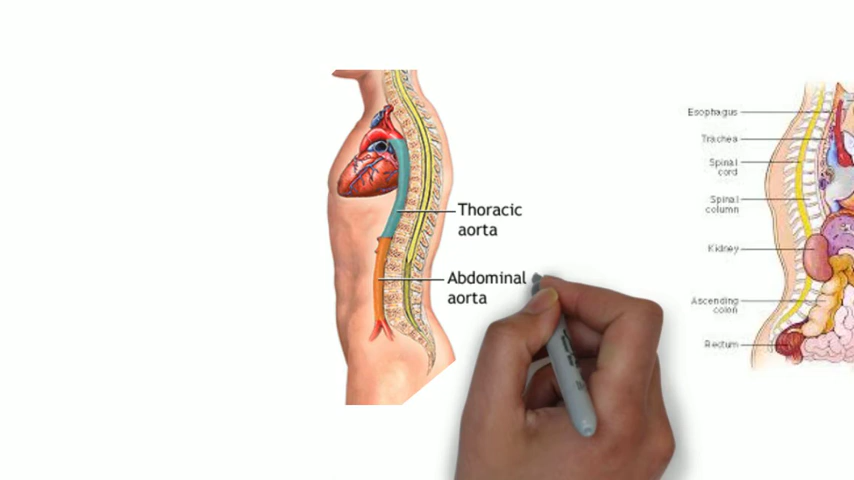 Thoracic
aorta
Abdominal
aorta
Esophagus
Trachea
Spinal
cord
Spinal
column
Kidney
Ascending
colon
Rectum